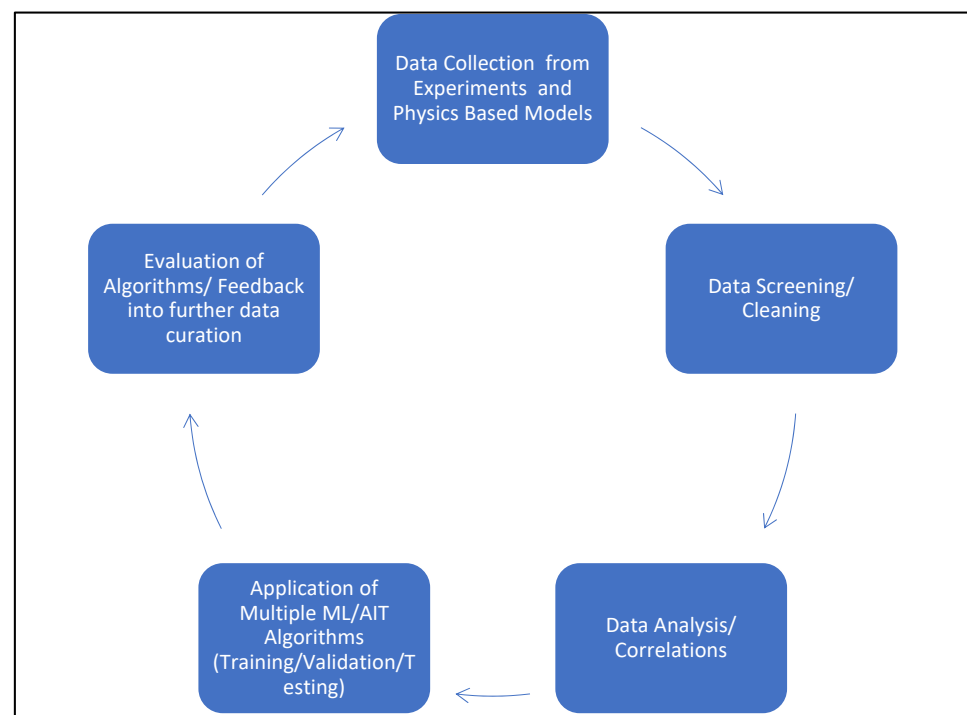 Data Collection  from
Experiments  and
Physics Based Models
Data Screening/
Cleaning
Data Analysis/
Correlations
Application of
Multiple ML/AIT
Algorithms
(Training/Validation/T
esting)
Evaluation of
Algorithms/ Feedback
into further data
curation